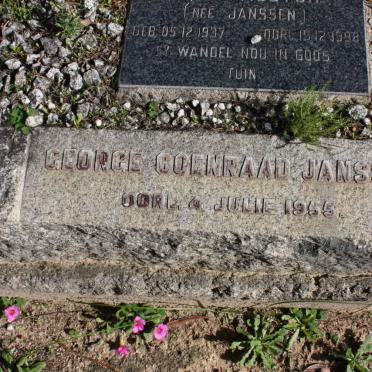 (NEE JANSSEN)
GEB. 05.12.1937 OORL. 15.12.1998
SY WANDEL NOU IN GODS
TUIN
GEORGE COENRAAD JANS
OORL. 4 JULIE 1965